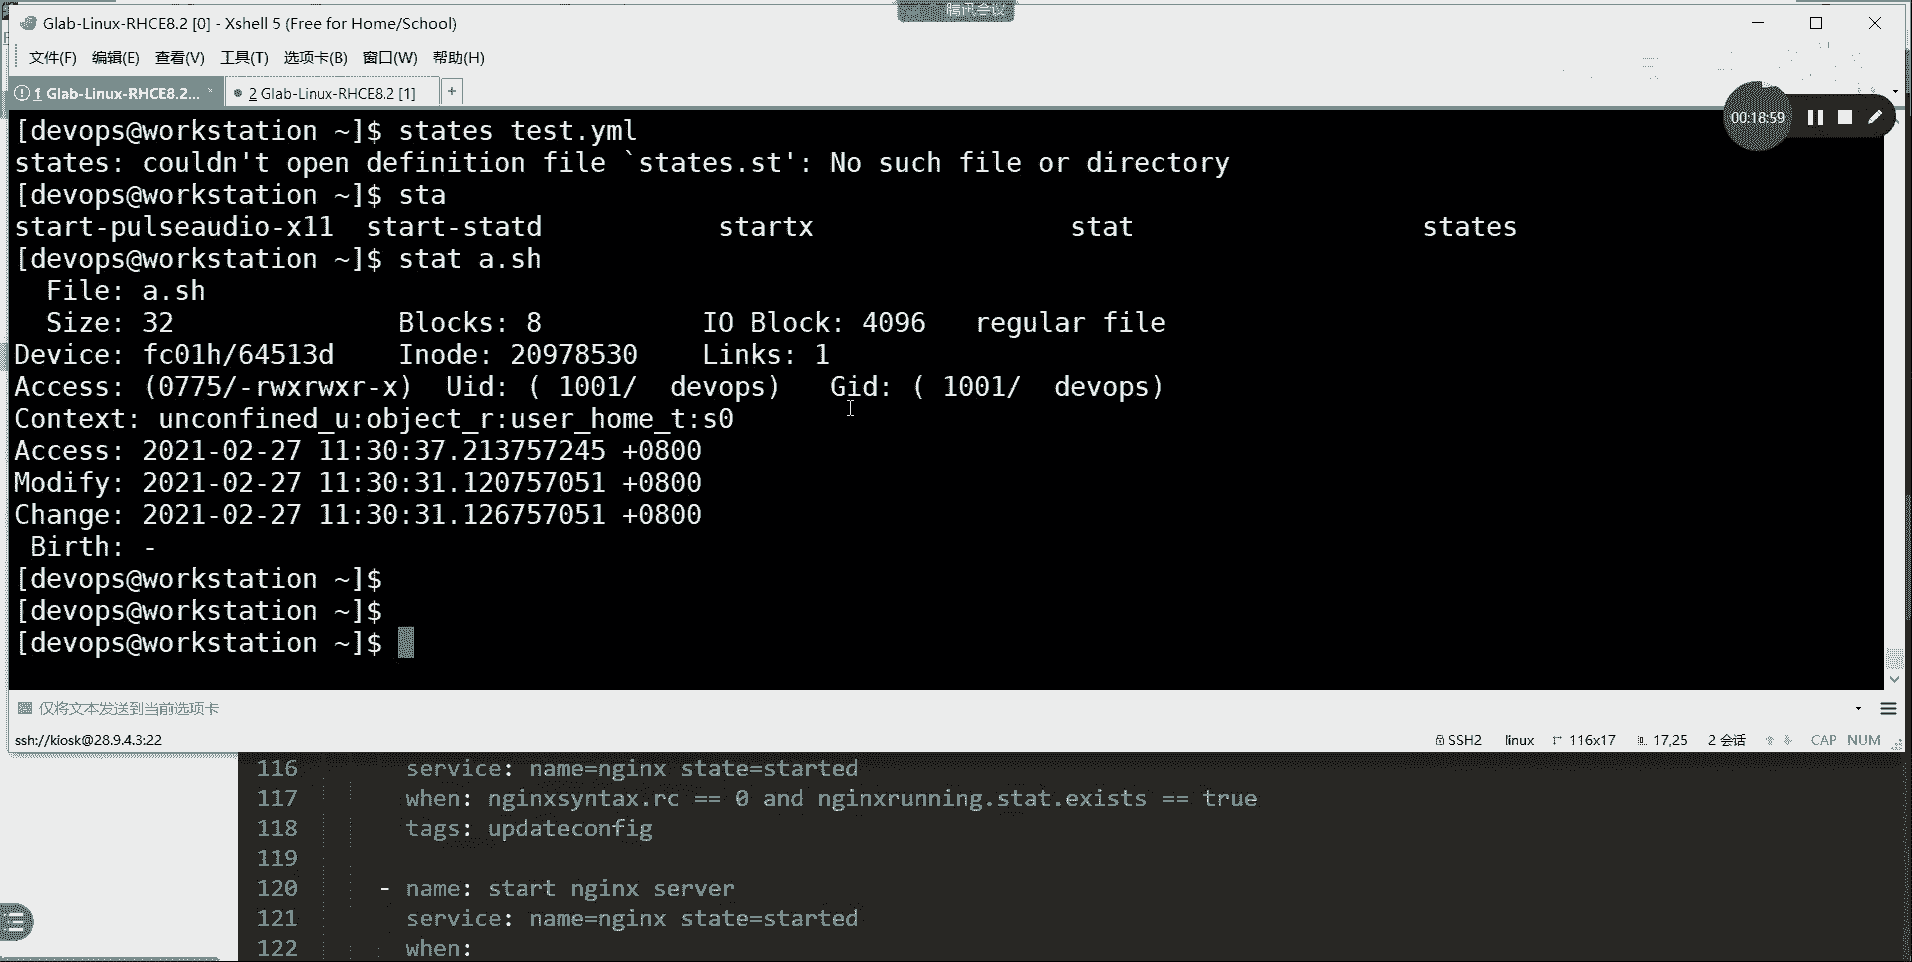 腾讯会议
Glab-Linux-RHCE8.2 [0] - Xshell 5 (Free for Home/School)
文件(F) 编辑(E) 查看(V) 工具(T) 选项卡(B) 窗口(W) 帮助(H)
1 Glab-Linux-RHCE8.2... 2 Glab-Linux-RHCE8.2 [1] +
00:18:59
[devops@workstation ~]$ states test.yml
states: couldn't open definition file `states.st': No such file or directory
[devops@workstation ~]$ sta
start-pulseaudio-x11 start-statd startx stat states
[devops@workstation ~]$ stat a.sh
File: a.sh
Size: 32 Blocks: 8 IO Block: 4096 regular file
Device: fc01h/64513d Inode: 20978530 Links: 1
Access: (0775/-rwxrwxr-x) Uid: ( 1001/ devops) Gid: ( 1001/ devops)
Context: unconfined_u:object_r:user_home_t:s0
Access: 2021-02-27 11:30:37.213757245 +0800
Modify: 2021-02-27 11:30:31.120757051 +0800
Change: 2021-02-27 11:30:31.126757051 +0800
Birth: -
[devops@workstation ~]$
[devops@workstation ~]$
[devops@workstation ~]$
仅将文本发送到当前选项卡
ssh://kiosk@28.9.4.3:22 SSH2 linux 116x17 17,25 2 会话 CAP NUM
116 service: name=nginx state=started
117 when: nginxsyntax.rc == 0 and nginxrunning.stat.exists == true
118 tags: updateconfig
119
120 - name: start nginx server
121 service: name=nginx state=started
122 when: